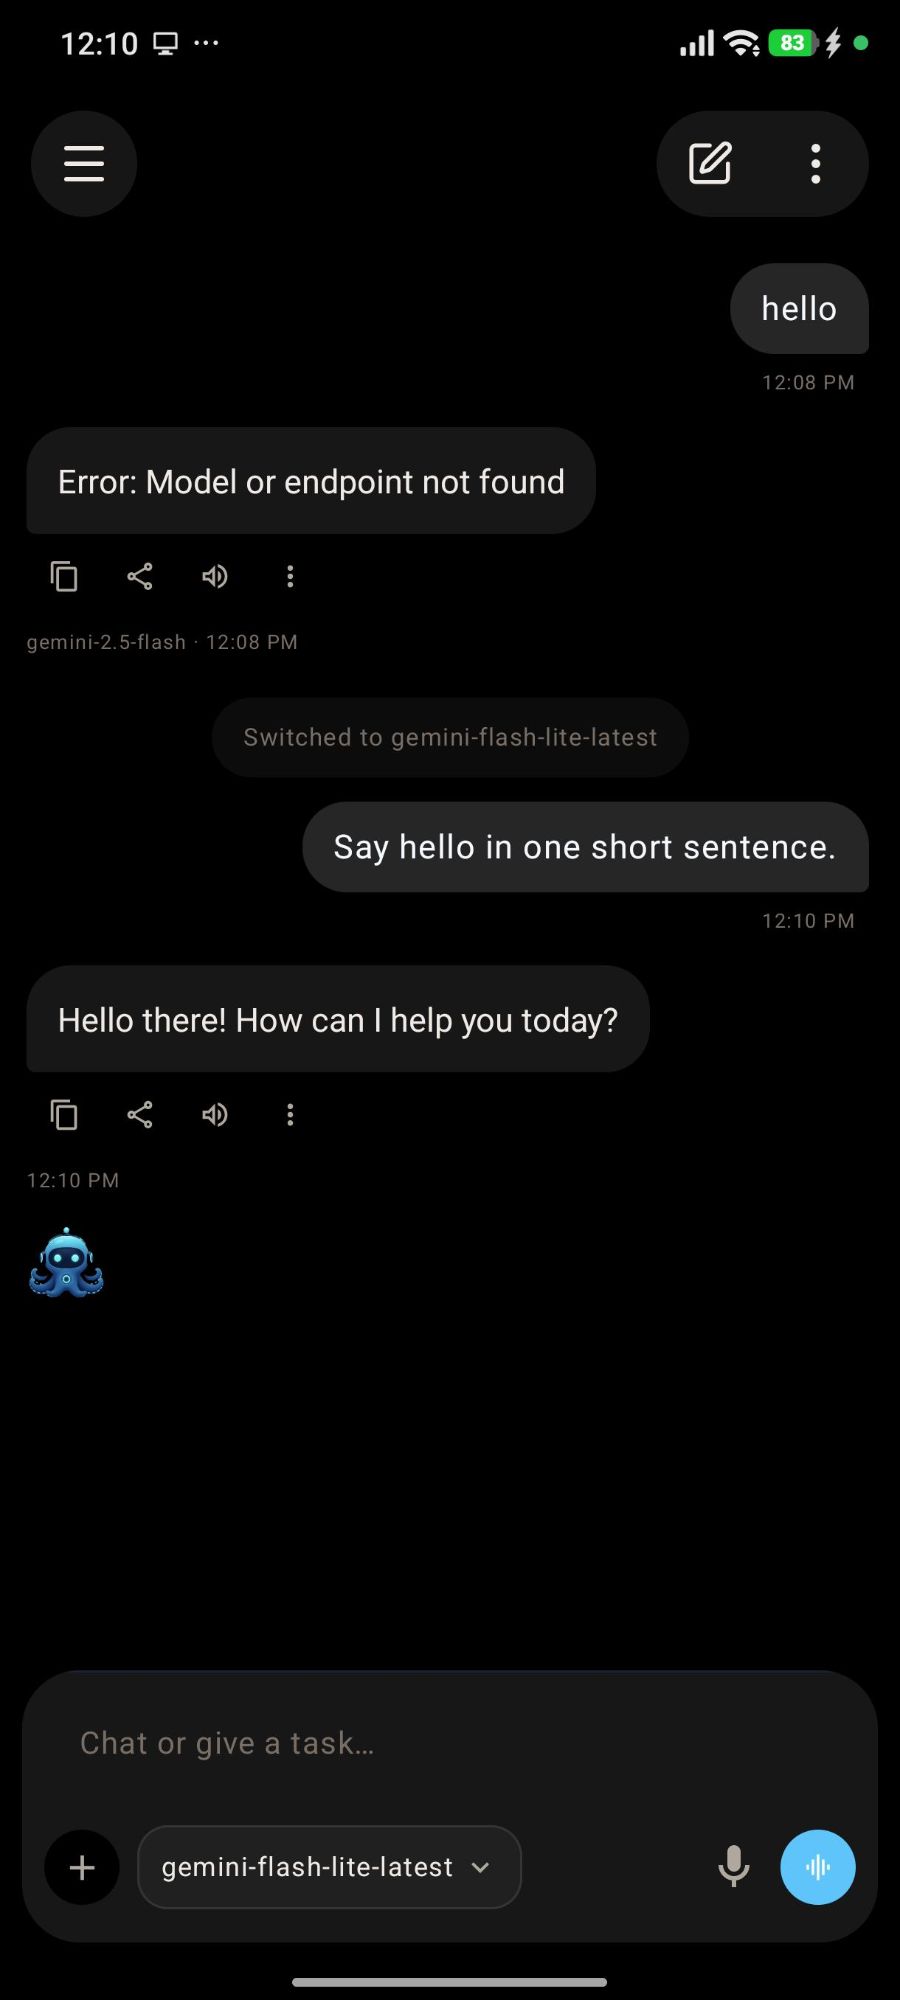 12:10
83
hello
12:08 PM
Error: Model or endpoint not found
gemini-2.5-flash · 12:08 PM
Switched to gemini-flash-lite-latest
Say hello in one short sentence.
12:10 PM
Hello there! How can I help you today?
12:10 PM
Chat or give a task…
gemini-flash-lite-latest